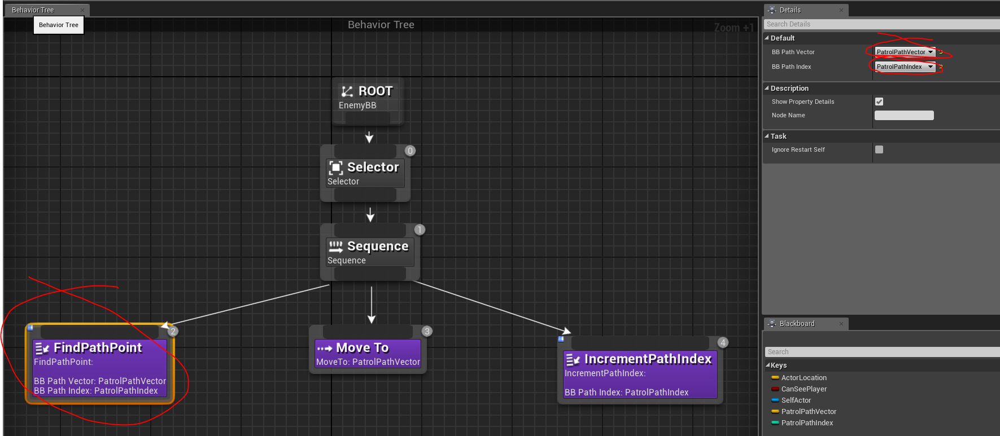 Behavior Tree
Behavior Tree
Behavior Tree
Zoom +1
ROOT
EnemyBB
0
Selector
Selector
1
Sequence
Sequence
2
FindPathPoint
FindPathPoint:
BB Path Vector: PatrolPathVector
BB Path Index: PatrolPathIndex
3
Move To
MoveTo: PatrolPathVector
4
IncrementPathIndex
IncrementPathIndex:
BB Path Index: PatrolPathIndex
Details
Search Details
Default
BB Path Vector PatrolPathVector
BB Path Index PatrolPathIndex
Description
Show Property Details
Node Name
Task
Ignore Restart Self
Blackboard
Search
Keys
ActorLocation
CanSeePlayer
SelfActor
PatrolPathVector
PatrolPathIndex